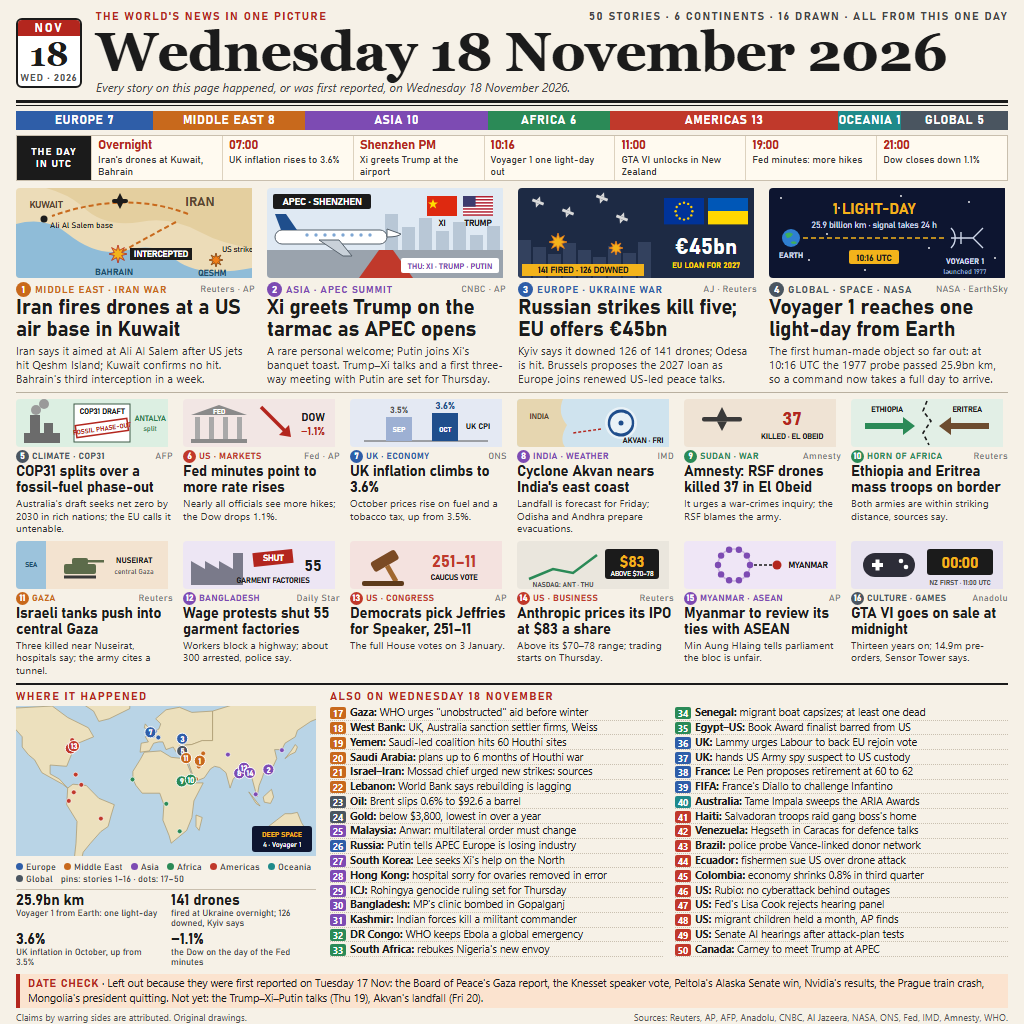 NOV
18
WED · 2026
THE WORLD'S NEWS IN ONE PICTURE
50 STORIES · 6 CONTINENTS · 16 DRAWN · ALL FROM THIS ONE DAY
Wednesday 18 November 2026
Every story on this page happened, or was first reported, on Wednesday 18 November 2026.
EUROPE 7
MIDDLE EAST 8
ASIA 10
AFRICA 6
AMERICAS 13
OCEANIA 1
GLOBAL 5
THE DAY
IN UTC
Overnight
Iran's drones at Kuwait,
Bahrain
07:00
UK inflation rises to 3.6%
Shenzhen PM
Xi greets Trump at the
airport
10:16
Voyager 1 one light-day
out
11:00
GTA VI unlocks in New
Zealand
19:00
Fed minutes: more hikes
21:00
Dow closes down 1.1%
KUWAIT
IRAN
Ali Al Salem base
INTERCEPTED
US strike
BAHRAIN
QESHM
1 MIDDLE EAST · IRAN WAR
Reuters · AP
Iran fires drones at a US
air base in Kuwait
Iran says it aimed at Ali Al Salem after US jets
hit Qeshm Island; Kuwait confirms no hit.
Bahrain's third interception in a week.
APEC · SHENZHEN
XI
TRUMP
THU: XI · TRUMP · PUTIN
2 ASIA · APEC SUMMIT
CNBC · AP
Xi greets Trump on the
tarmac as APEC opens
A rare personal welcome; Putin joins Xi's
banquet toast. Trump–Xi talks and a first three-
way meeting with Putin are set for Thursday.
€45bn
EU LOAN FOR 2027
141 FIRED · 126 DOWNED
3 EUROPE · UKRAINE WAR
AJ · Reuters
Russian strikes kill five;
EU offers €45bn
Kyiv says it downed 126 of 141 drones; Odesa
is hit. Brussels proposes the 2027 loan as
Europe joins renewed US-led peace talks.
1·LIGHT-DAY
25.9 billion km · signal takes 24 h
EARTH
10:16 UTC
VOYAGER 1
launched 1977
4 GLOBAL · SPACE · NASA
NASA · EarthSky
Voyager 1 reaches one
light-day from Earth
The first human-made object so far out: at
10:16 UTC the 1977 probe passed 25.9bn km,
so a command now takes a full day to arrive.
COP31 DRAFT
FOSSIL PHASE-OUT
ANTALYA
split
5 CLIMATE · COP31
AFP
COP31 splits over a
fossil-fuel phase-out
Australia's draft seeks net zero by
2030 in rich nations; the EU calls it
untenable.
FED
DOW
−1.1%
6 US · MARKETS
Fed · AP
Fed minutes point to
more rate rises
Nearly all officials see more hikes;
the Dow drops 1.1%.
3.5%
3.6%
SEP
OCT
UK CPI
7 UK · ECONOMY
ONS
UK inflation climbs to
3.6%
October prices rise on fuel and a
tobacco tax, up from 3.5%.
INDIA
AKVAN · FRI
8 INDIA · WEATHER
IMD
Cyclone Akvan nears
India's east coast
Landfall is forecast for Friday;
Odisha and Andhra prepare
evacuations.
37
KILLED · EL OBEID
9 SUDAN · WAR
Amnesty
Amnesty: RSF drones
killed 37 in El Obeid
It urges a war-crimes inquiry; the
RSF blames the army.
ETHIOPIA
ERITREA
10 HORN OF AFRICA
Reuters
Ethiopia and Eritrea
mass troops on border
Both armies are within striking
distance, sources say.
SEA
NUSEIRAT
central Gaza
11 GAZA
Reuters
Israeli tanks push into
central Gaza
Three killed near Nuseirat,
hospitals say; the army cites a
tunnel.
SHUT
55
GARMENT FACTORIES
12 BANGLADESH
Daily Star
Wage protests shut 55
garment factories
Workers block a highway; about
300 arrested, police say.
251–11
CAUCUS VOTE
13 US · CONGRESS
AP
Democrats pick Jeffries
for Speaker, 251–11
The full House votes on 3 January.
$83
ABOVE $70–78
NASDAQ: ANT · THU
14 US · BUSINESS
Reuters
Anthropic prices its IPO
at $83 a share
Above its $70–78 range; trading
starts on Thursday.
MYANMAR
15 MYANMAR · ASEAN
AP
Myanmar to review its
ties with ASEAN
Min Aung Hlaing tells parliament
the bloc is unfair.
00:00
NZ FIRST · 11:00 UTC
16 CULTURE · GAMES
Anadolu
GTA VI goes on sale at
midnight
Thirteen years on; 14.9m pre-
orders, Sensor Tower says.
WHERE IT HAPPENED
7
3
13
11
1
9
10
14
2
DEEP SPACE
4 · Voyager 1
Europe Middle East Asia Africa Americas Oceania
Global pins: stories 1–16 · dots: 17–50
25.9bn km
Voyager 1 from Earth: one light-day
141 drones
fired at Ukraine overnight; 126
downed, Kyiv says
3.6%
UK inflation in October, up from
3.5%
−1.1%
the Dow on the day of the Fed
minutes
ALSO ON WEDNESDAY 18 NOVEMBER
17 Gaza: WHO urges "unobstructed" aid before winter
18 West Bank: UK, Australia sanction settler firms, Weiss
19 Yemen: Saudi-led coalition hits 60 Houthi sites
20 Saudi Arabia: plans up to 6 months of Houthi war
21 Israel–Iran: Mossad chief urged new strikes: sources
22 Lebanon: World Bank says rebuilding is lagging
23 Oil: Brent slips 0.6% to $92.6 a barrel
24 Gold: below $3,800, lowest in over a year
25 Malaysia: Anwar: multilateral order must change
26 Russia: Putin tells APEC Europe is losing industry
27 South Korea: Lee seeks Xi's help on the North
28 Hong Kong: hospital sorry for ovaries removed in error
29 ICJ: Rohingya genocide ruling set for Thursday
30 Bangladesh: MP's clinic bombed in Gopalganj
31 Kashmir: Indian forces kill a militant commander
32 DR Congo: WHO keeps Ebola a global emergency
33 South Africa: rebukes Nigeria's new envoy
34 Senegal: migrant boat capsizes; at least one dead
35 Egypt–US: Book Award finalist barred from US
36 UK: Lammy urges Labour to back EU rejoin vote
37 UK: hands US Army spy suspect to US custody
38 France: Le Pen proposes retirement at 60 to 62
39 FIFA: France's Diallo to challenge Infantino
40 Australia: Tame Impala sweeps the ARIA Awards
41 Haiti: Salvadoran troops raid gang boss's home
42 Venezuela: Hegseth in Caracas for defence talks
43 Brazil: police probe Vance-linked donor network
44 Ecuador: fishermen sue US over drone attack
45 Colombia: economy shrinks 0.8% in third quarter
46 US: Rubio: no cyberattack behind outages
47 US: Fed's Lisa Cook rejects hearing panel
48 US: migrant children held a month, AP finds
49 US: Senate AI hearings after attack-plan tests
50 Canada: Carney to meet Trump at APEC
DATE CHECK · Left out because they were first reported on Tuesday 17 Nov: the Board of Peace's Gaza report, the Knesset speaker vote, Peltola's Alaska Senate win, Nvidia's results, the Prague train crash,
Mongolia's president quitting. Not yet: the Trump–Xi–Putin talks (Thu 19), Akvan's landfall (Fri 20).
Claims by warring sides are attributed. Original drawings.
Sources: Reuters, AP, AFP, Anadolu, CNBC, Al Jazeera, NASA, ONS, Fed, IMD, Amnesty, WHO.